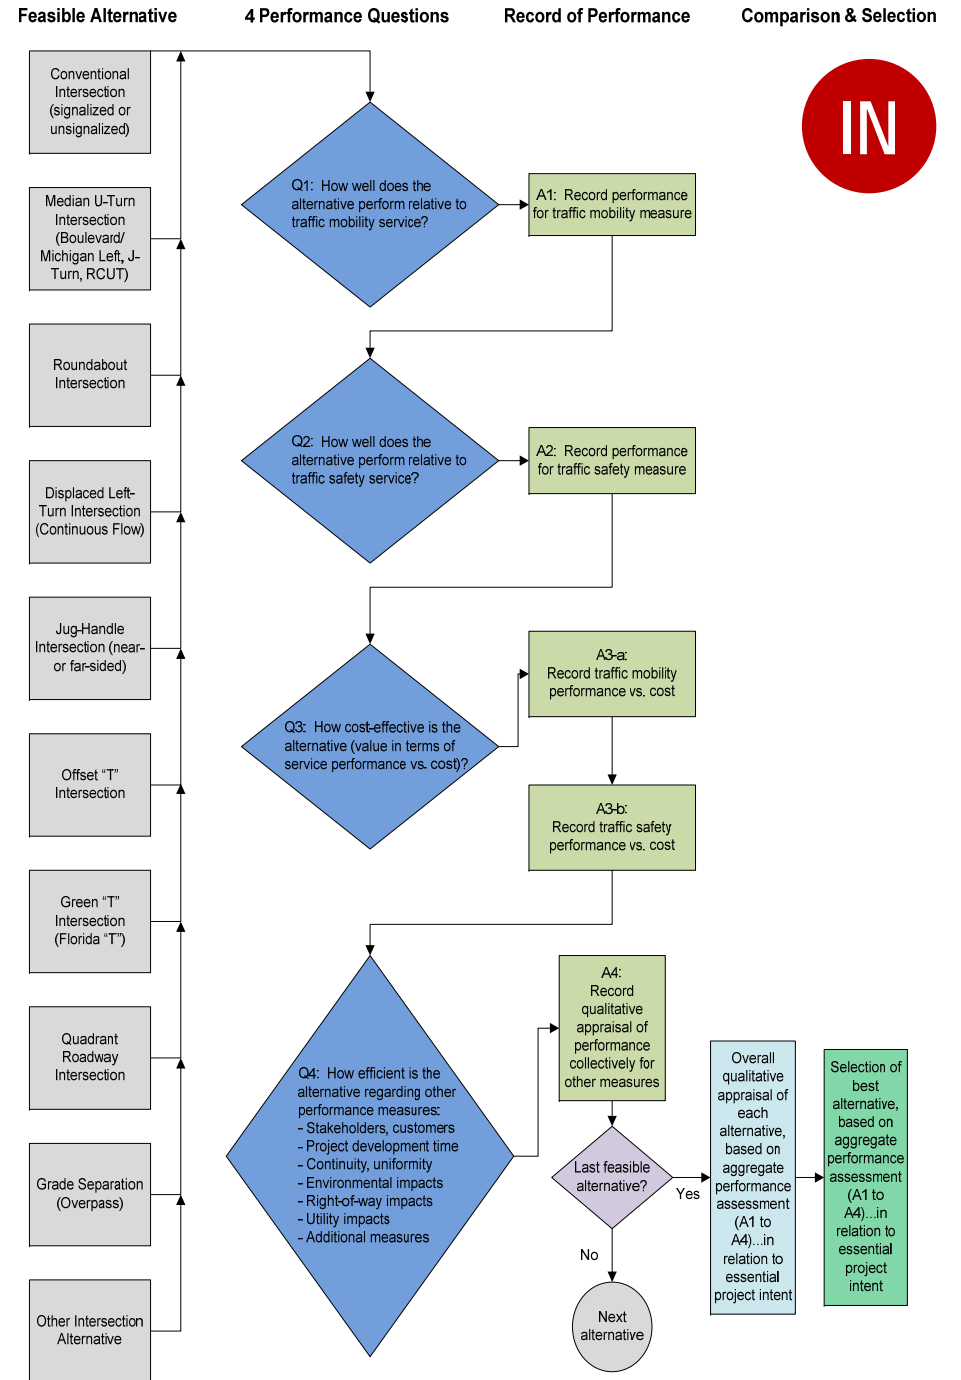 Feasible Alternative
4 Performance Questions
Record of Performance
Comparison & Selection
IN
Conventional
Intersection
(signalized or
unsignalized)
Median U-Turn
Intersection
(Boulevard/
Michigan Left, J-
Turn, RCUT)
Roundabout
Intersection
Displaced Left-
Turn Intersection
(Continuous Flow)
Jug-Handle
Intersection (near-
or far-sided)
Offset “T”
Intersection
Green “T”
Intersection
(Florida “T”)
Quadrant
Roadway
Intersection
Grade Separation
(Overpass)
Other Intersection
Alternative
Q1: How well does the
alternative perform relative to
traffic mobility service?
A1: Record performance
for traffic mobility measure
Q2: How well does the
alternative perform relative to
traffic safety service?
A2: Record performance
for traffic safety measure
Q3: How cost-effective is the
alternative (value in terms of
service performance vs. cost)?
A3-a:
Record traffic mobility
performance vs. cost
A3-b:
Record traffic safety
performance vs. cost
Q4: How efficient is the
alternative regarding other
performance measures:
- Stakeholders, customers
- Project development time
- Continuity, uniformity
- Environmental impacts
- Right-of-way impacts
- Utility impacts
- Additional measures
A4:
Record
qualitative
appraisal of
performance
collectively for
other measures
Last feasible
alternative?
Yes
No
Next
alternative
Overall
qualitative
appraisal of
each
alternative,
based on
aggregate
performance
assessment
(A1 to
A4)...in
relation to
essential
project intent
Selection of
best
alternative,
based on
aggregate
performance
assessment
(A1 to
A4)...in
relation to
essential
project
intent